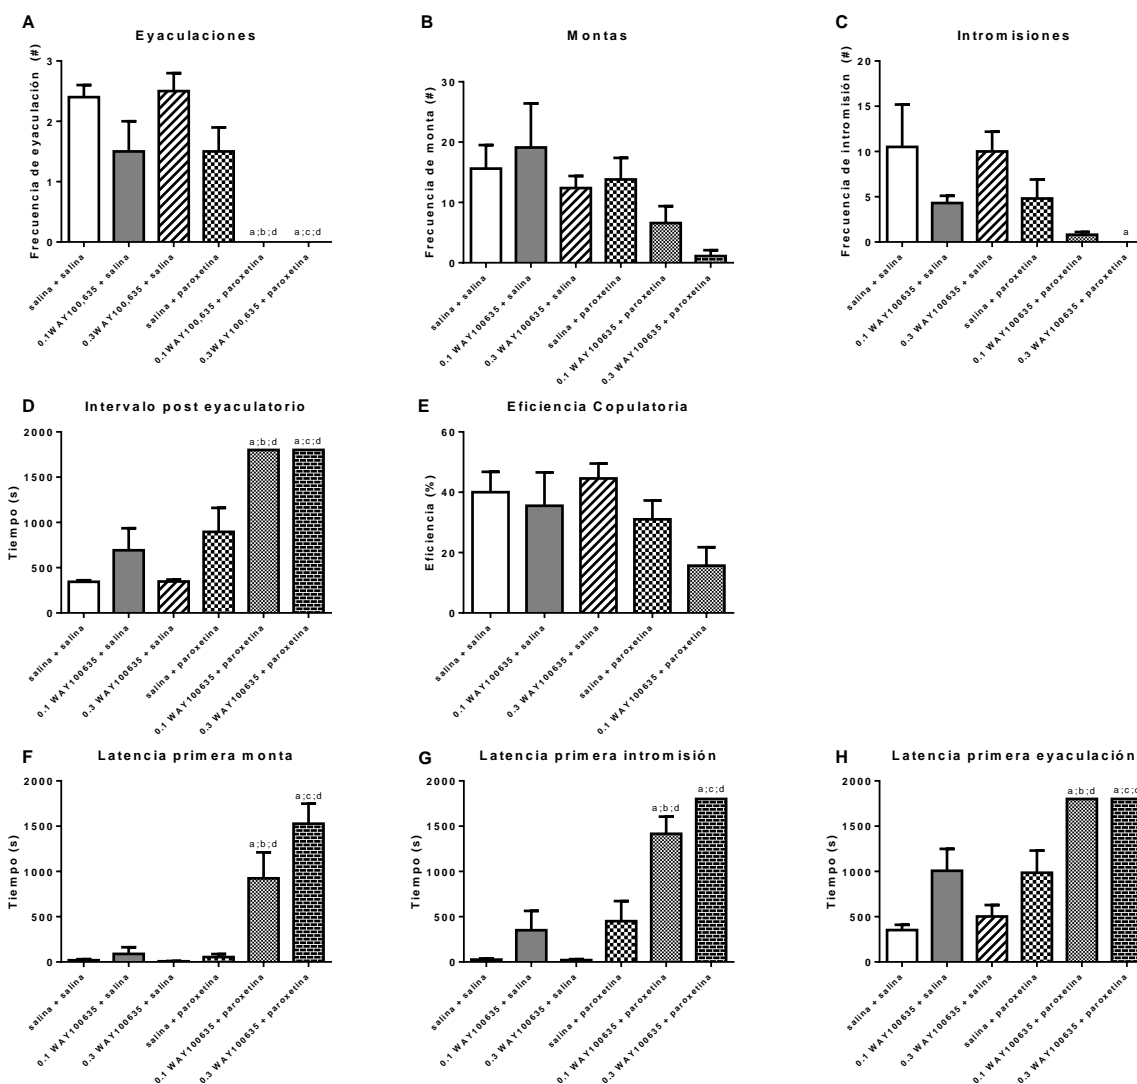 A
Eyaculaciones
Frecuencia de eyaculación (#)
3
2
1
0
a;b;d
a;c;d
salina + salina
0.1WAY100,635 + salina
0.3WAY100,635 + salina
salina + paroxetina
0.1WAY100,635 + paroxetina
0.3WAY100,635 + paroxetina
B
Montas
Frecuencia de monta (#)
30
20
10
0
salina + salina
0.1 WAY100635 + salina
0.3 WAY100635 + salina
salina + paroxetina
0.1 WAY100635 + paroxetina
0.3 WAY100635 + paroxetina
C
Intromisiones
Frecuencia de intromisión (#)
20
15
10
5
0
a
salina + salina
0.1 WAY100635 + salina
0.3 WAY100635 + salina
salina + paroxetina
0.1 WAY100635 + paroxetina
0.3 WAY100635 + paroxetina
D
Intervalo post eyaculatorio
Tiempo (s)
2000
1500
1000
500
0
a;b;d
a;c;d
salina + salina
0.1 WAY100635 + salina
0.3 WAY100635 + salina
salina + paroxetina
0.1 WAY100635 + paroxetina
0.3 WAY100635 + paroxetina
E
Eficiencia Copulatoria
Eficiencia (%)
60
40
20
0
salina + salina
0.1 WAY100635 + salina
0.3 WAY100635 + salina
salina + paroxetina
0.1 WAY100635 + paroxetina
F
Latencia primera monta
Tiempo (s)
2000
1500
1000
500
0
a;b;d
a;c;d
salina + salina
0.1 WAY100635 + salina
0.3 WAY100635 + salina
salina + paroxetina
0.1 WAY100635 + paroxetina
0.3 WAY100635 + paroxetina
G
Latencia primera intromisión
Tiempo (s)
2000
1500
1000
500
0
a;b;d
a;c;d
salina + salina
0.1 WAY100635 + salina
0.3 WAY100635 + salina
salina + paroxetina
0.1 WAY100635 + paroxetina
0.3 WAY100635 + paroxetina
H
Latencia primera eyaculación
Tiempo (s)
2000
1500
1000
500
0
a;b;d
a;c;d
salina + salina
0.1 WAY100635 + salina
0.3 WAY100635 + salina
salina + paroxetina
0.1 WAY100635 + paroxetina
0.3 WAY100635 + paroxetina